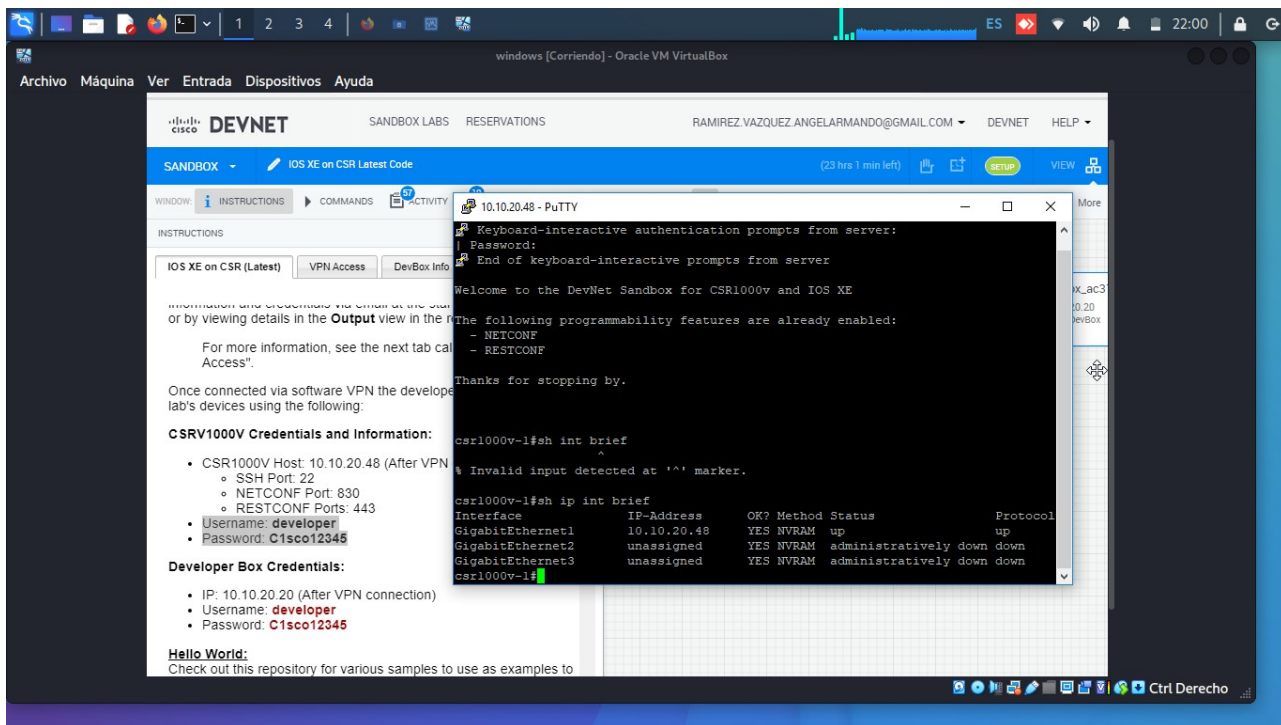 1 2 3 4
ES
22:00
windows [Corriendo] - Oracle VM VirtualBox
Archivo Máquina Ver Entrada Dispositivos Ayuda
CISCO DEVNET
SANDBOX LABS RESERVATIONS
RAMIREZ.VAZQUEZ.ANGELARMANDO@GMAIL.COM
DEVNET HELP
SANDBOX
IOS XE on CSR Latest Code
(23 hrs 1 min left)
SETUP
VIEW
WINDOW: INSTRUCTIONS COMMANDS 57 ACTIVITY
More
INSTRUCTIONS
IOS XE on CSR (Latest) VPN Access DevBox Info
or by viewing details in the Output view in the
For more information, see the next tab cal
Access".
Once connected via software VPN the develope
lab's devices using the following:
CSRV1000V Credentials and Information:
• CSR1000V Host: 10.10.20.48 (After VPN
◦ SSH Port: 22
◦ NETCONF Port: 830
◦ RESTCONF Ports: 443
• Username: developer
• Password: C1sco12345
Developer Box Credentials:
• IP: 10.10.20.20 (After VPN connection)
• Username: developer
• Password: C1sco12345
Hello World:
Check out this repository for various samples to use as examples to
10.10.20.48 - PuTTY
Keyboard-interactive authentication prompts from server:
| Password:
End of keyboard-interactive prompts from server
Welcome to the DevNet Sandbox for CSR1000v and IOS XE
The following programmability features are already enabled:
- NETCONF
- RESTCONF
Thanks for stopping by.
csr1000v-1#sh int brief
^
% Invalid input detected at '^' marker.
csr1000v-1#sh ip int brief
Interface IP-Address OK? Method Status Protocol
GigabitEthernet1 10.10.20.48 YES NVRAM up up
GigabitEthernet2 unassigned YES NVRAM administratively down down
GigabitEthernet3 unassigned YES NVRAM administratively down down
csr1000v-1#
ox_ac3
0.20
DevBox
Ctrl Derecho